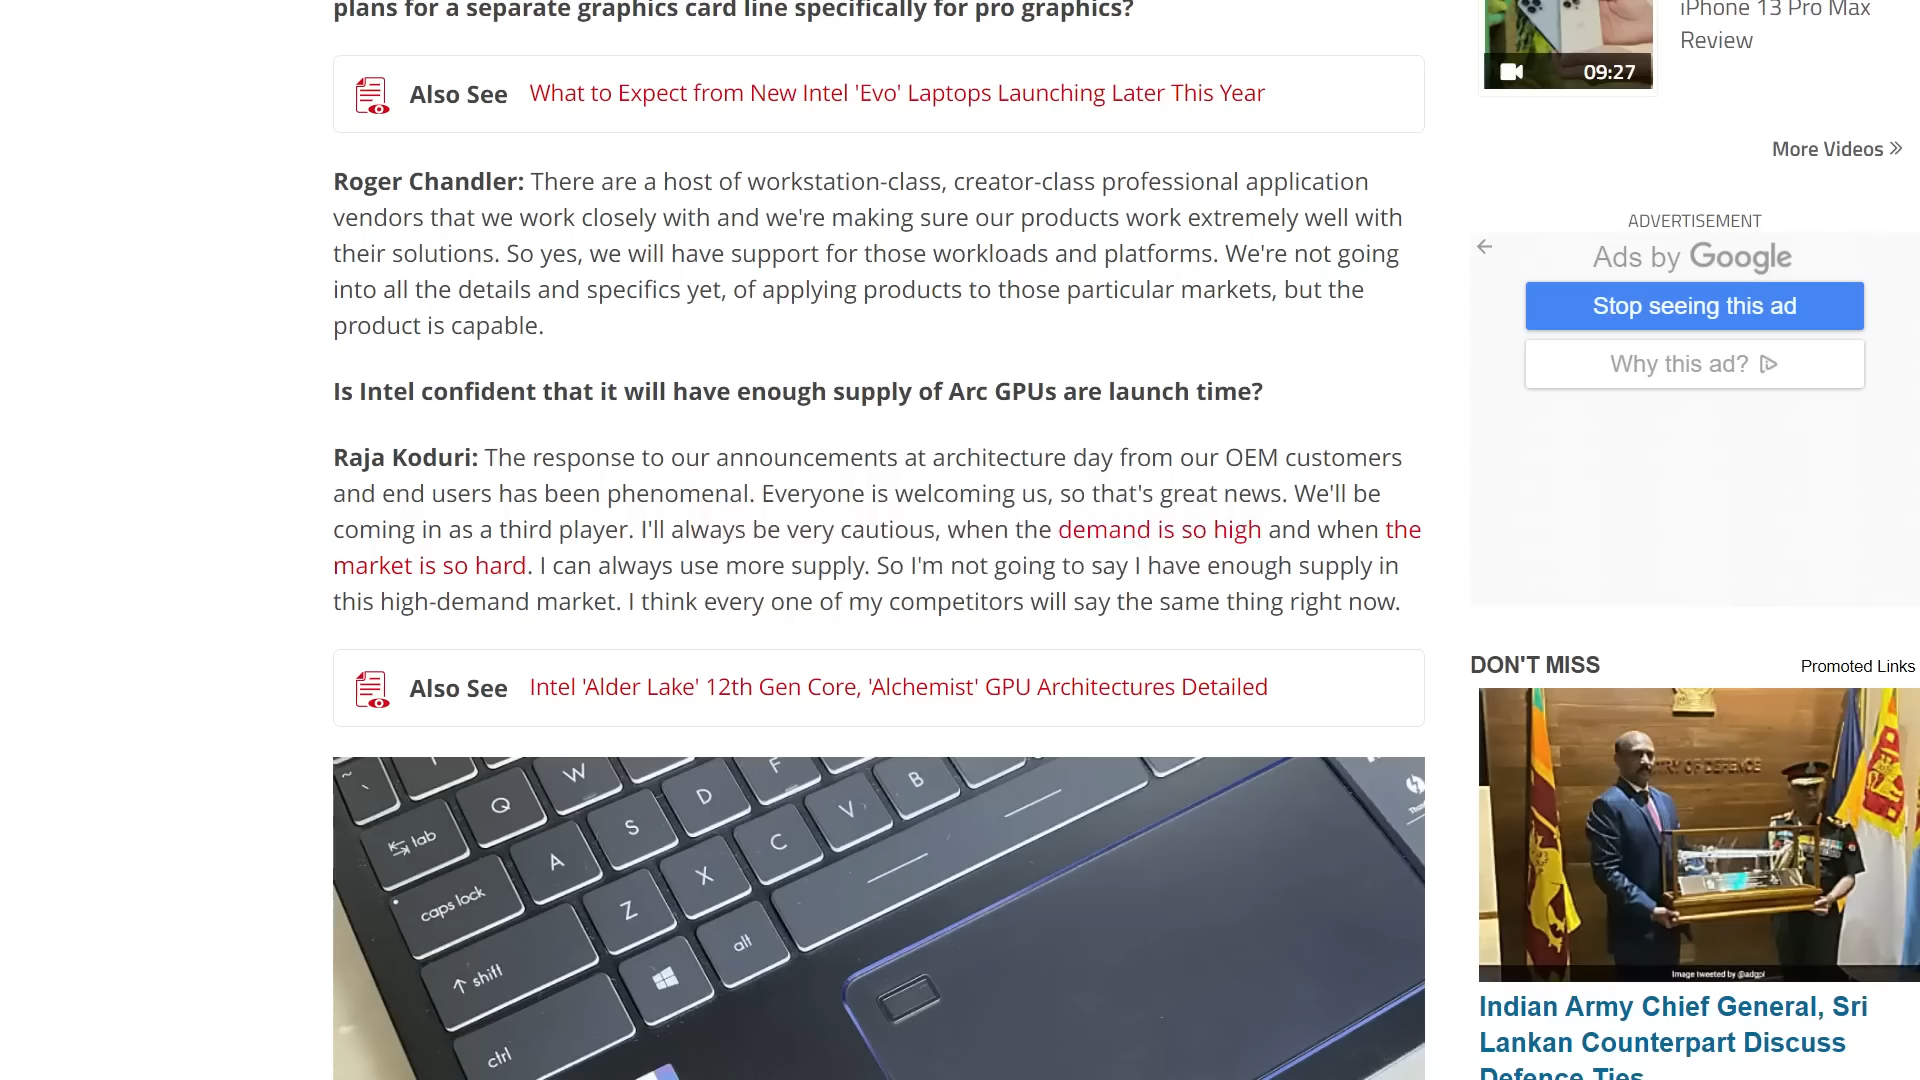 plans for a separate graphics card line specifically for pro graphics?
Also See What to Expect from New Intel 'Evo' Laptops Launching Later This Year
Roger Chandler: There are a host of workstation-class, creator-class professional application
vendors that we work closely with and we're making sure our products work extremely well with
their solutions. So yes, we will have support for those workloads and platforms. We're not going
into all the details and specifics yet, of applying products to those particular markets, but the
product is capable.
Is Intel confident that it will have enough supply of Arc GPUs are launch time?
Raja Koduri: The response to our announcements at architecture day from our OEM customers
and end users has been phenomenal. Everyone is welcoming us, so that's great news. We'll be
coming in as a third player. I'll always be very cautious, when the demand is so high and when the
market is so hard. I can always use more supply. So I'm not going to say I have enough supply in
this high-demand market. I think every one of my competitors will say the same thing right now.
Also See Intel 'Alder Lake' 12th Gen Core, 'Alchemist' GPU Architectures Detailed
W
F
Q
D
B
tab
S
V
A
C
X
caps lock
Z
alt
shift
ctrl
iPhone 13 Pro Max
Review
09:27
More Videos
ADVERTISEMENT
Ads by Google
Stop seeing this ad
Why this ad?
DON'T MISS
Promoted Links
RY OF DEFENCE
Image tweeted by @adgpi
Indian Army Chief General, Sri
Lankan Counterpart Discuss
Defence Ties